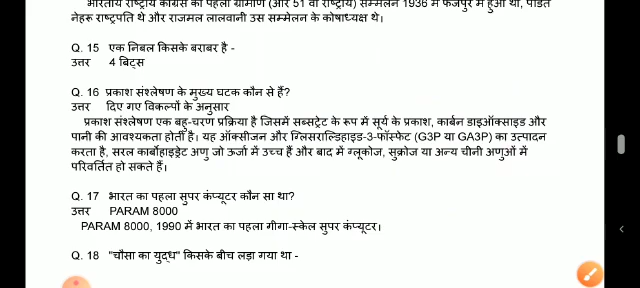 भारतीय राष्ट्रीय कांग्रेस का पहला ग्रामीण (और 51 वां राष्ट्रीय) सम्मेलन 1936 में फैजपुर में हुआ था, पंडित
नेहरू राष्ट्रपति थे और राजमल लालवानी उस सम्मेलन के कोषाध्यक्ष थे।
Q. 15 एक निबल किसके बराबर है -
उत्तर 4 बिट्स
Q. 16 प्रकाश संश्लेषण के मुख्य घटक कौन से हैं?
उत्तर दिए गए विकल्पों के अनुसार
प्रकाश संश्लेषण एक बहु-चरण प्रक्रिया है जिसमें सब्सट्रेट के रूप में सूर्य के प्रकाश, कार्बन डाइऑक्साइड और
पानी की आवश्यकता होती है। यह ऑक्सीजन और ग्लिसराल्डिहाइड-3-फॉस्फेट (G3P या GA3P) का उत्पादन
करता है, सरल कार्बोहाइड्रेट अणु जो ऊर्जा में उच्च हैं और बाद में ग्लूकोज, सुक्रोज या अन्य चीनी अणुओं में
परिवर्तित हो सकते हैं।
Q. 17 भारत का पहला सुपर कंप्यूटर कौन सा था?
उत्तर PARAM 8000
PARAM 8000, 1990 में भारत का पहला गीगा-स्केल सुपर कंप्यूटर।
Q. 18 "चौसा का युद्ध" किसके बीच लड़ा गया था -